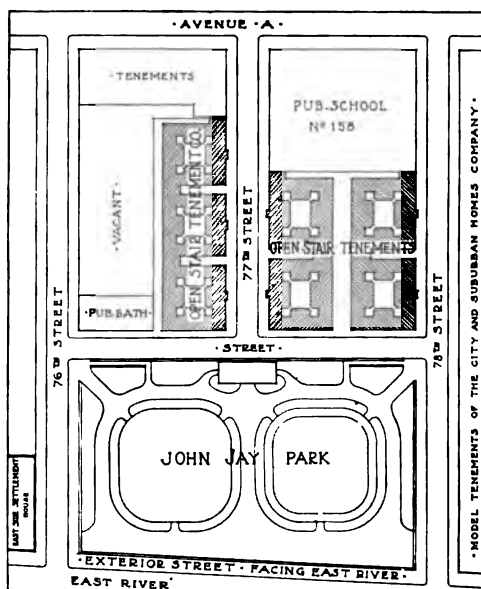 · AVENUE · A ·
· TENEMENTS
PUB. SCHOOL
Nº 158
· VACANT ·
OPEN STAIR TENEMENT CO.
77TH STREET
OPEN STAIR TENEMENTS
· PUB. BATH ·
76TH STREET
· STREET ·
78TH STREET
JOHN JAY PARK
EAST SIDE SETTLEMENT
HOUSE
· MODEL TENEMENTS OF THE CITY AND SUBURBAN HOMES COMPANY ·
· EXTERIOR STREET · FACING EAST RIVER ·
EAST RIVER